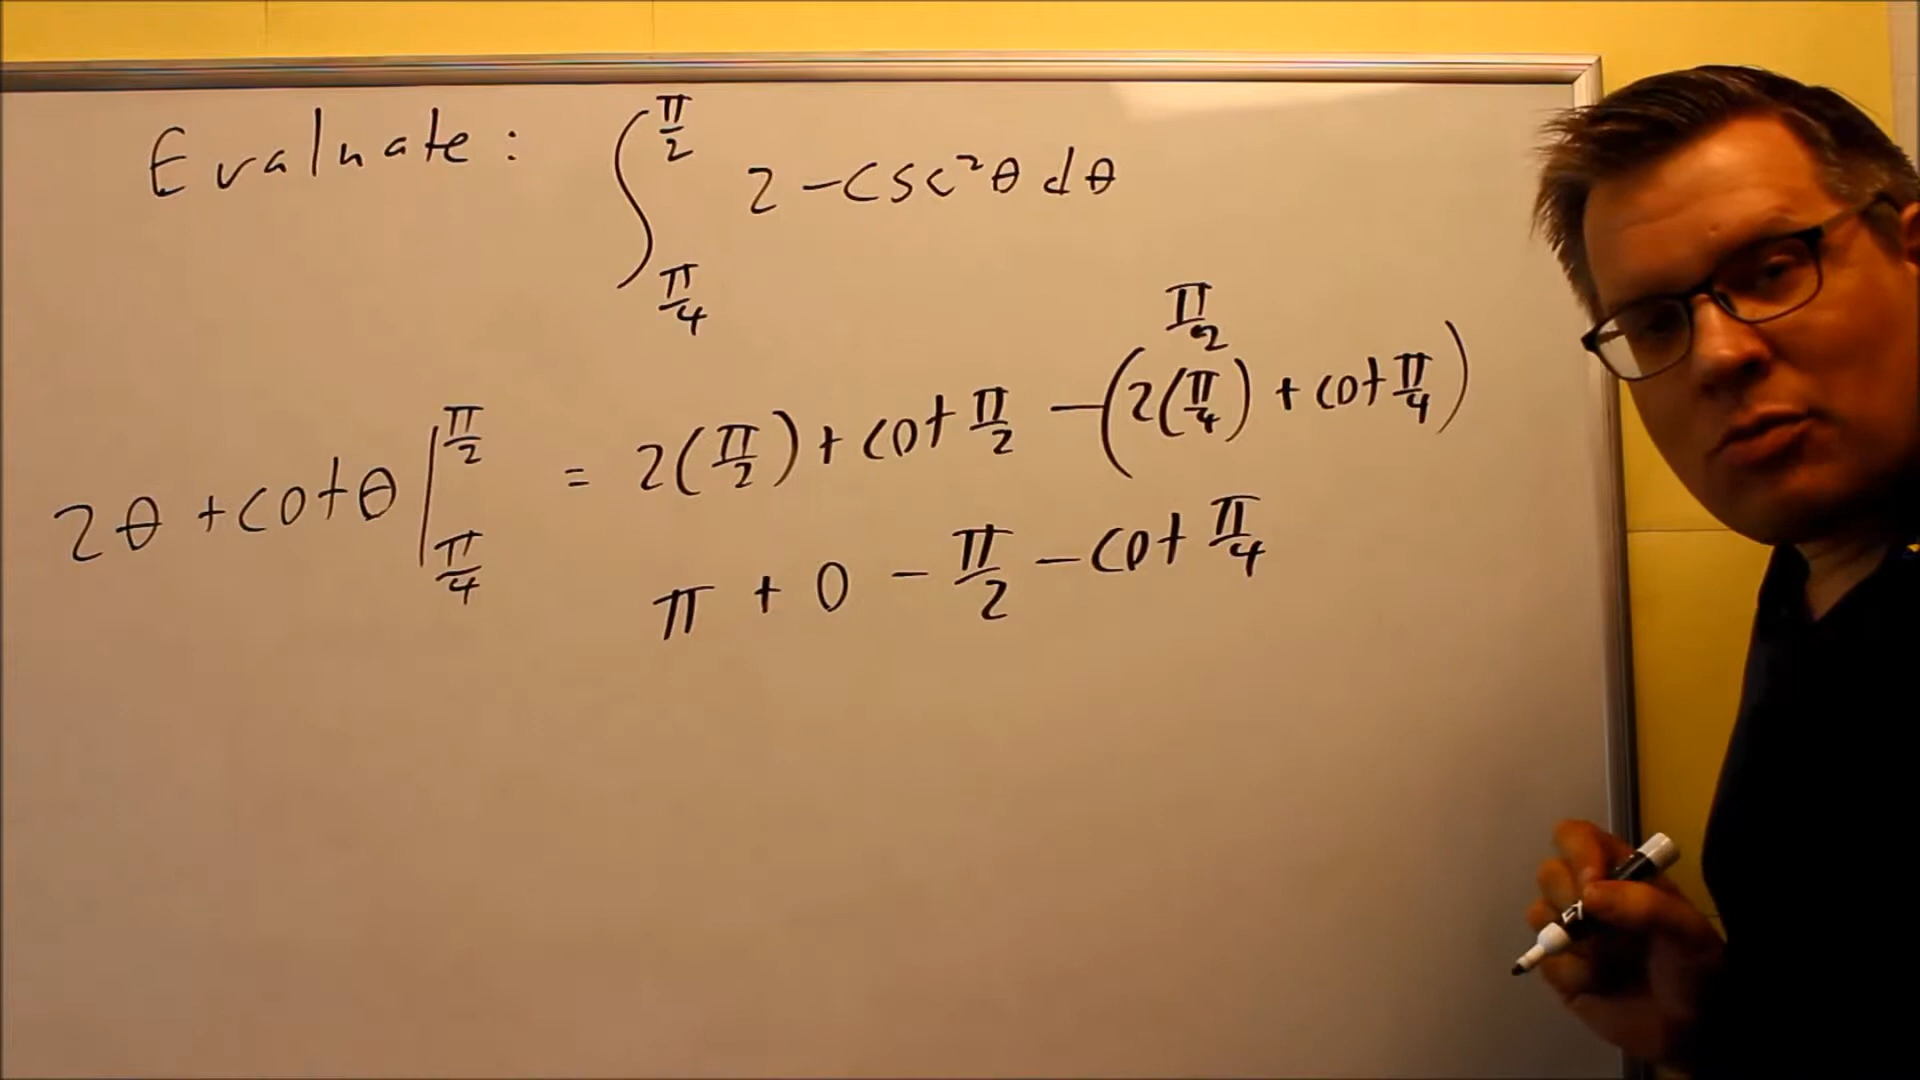 Evaluate: ∫_{π/4}^{π/2} 2 - csc²θ dθ
π/2
2θ + cotθ |_{π/4}^{π/2} = 2(π/2) + cot π/2 - (2(π/4) + cot π/4)
π + 0 - π/2 - cot π/4